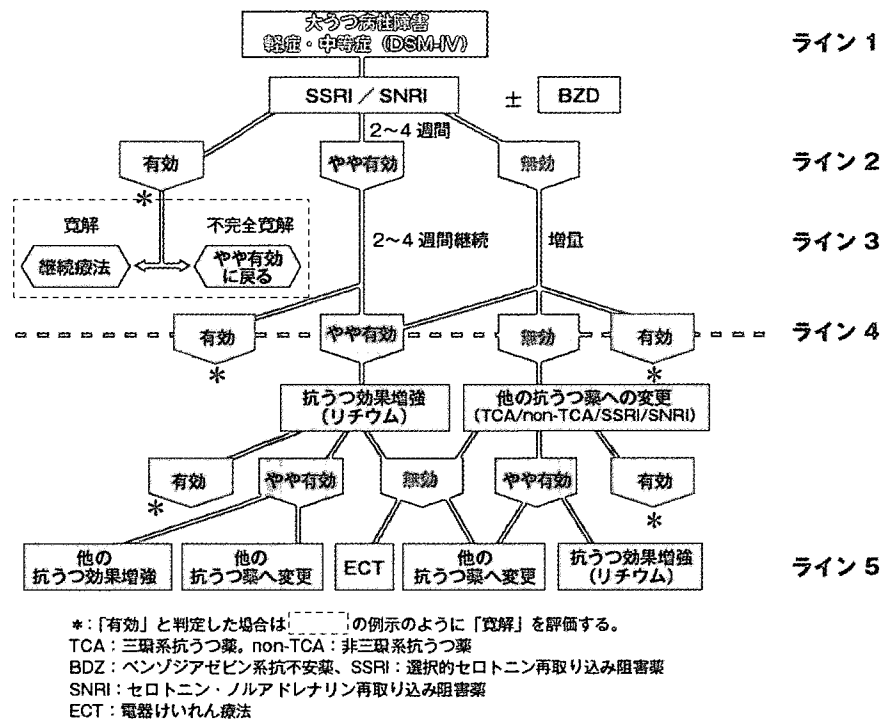 大うつ病性障害
軽症・中等症 (DSM-IV)
ライン 1
SSRI / SNRI
±
BZD
2〜4 週間
有効
やや有効
無効
ライン 2
*
寛解
不完全寛解
継続療法
やや有効
に戻る
2〜4 週間継続
増量
ライン 3
有効
やや有効
無効
有効
ライン 4
*
*
抗うつ効果増強
(リチウム)
他の抗うつ薬への変更
(TCA/non-TCA/SSRI/SNRI)
有効
やや有効
無効
やや有効
有効
*
*
他の
抗うつ効果増強
他の
抗うつ薬へ変更
ECT
他の
抗うつ薬へ変更
抗うつ効果増強
(リチウム)
ライン 5
*:「有効」と判定した場合は の例示のように「寛解」を評価する。
TCA:三環系抗うつ薬。non-TCA:非三環系抗うつ薬
BDZ:ベンゾジアゼピン系抗不安薬、SSRI:選択的セロトニン再取り込み阻害薬
SNRI:セロトニン・ノルアドレナリン再取り込み阻害薬
ECT:電器けいれん療法